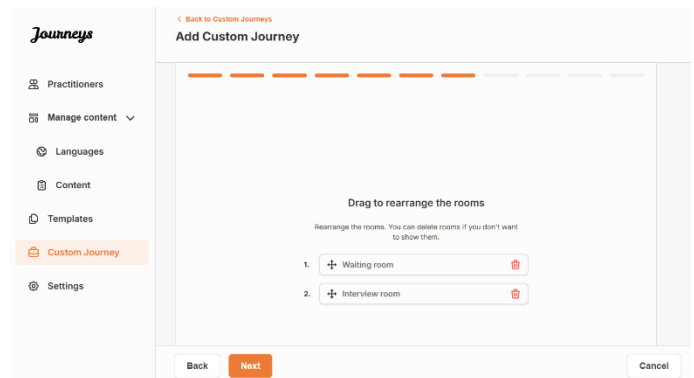 Journeys
Back to Custom Journeys
Add Custom Journey
Practitioners
Manage content
Languages
Content
Templates
Custom Journey
Settings
Drag to rearrange the rooms
Rearrange the rooms. You can delete rooms if you don't want
to show them.
1. Waiting room
2. Interview room
Back
Next
Cancel